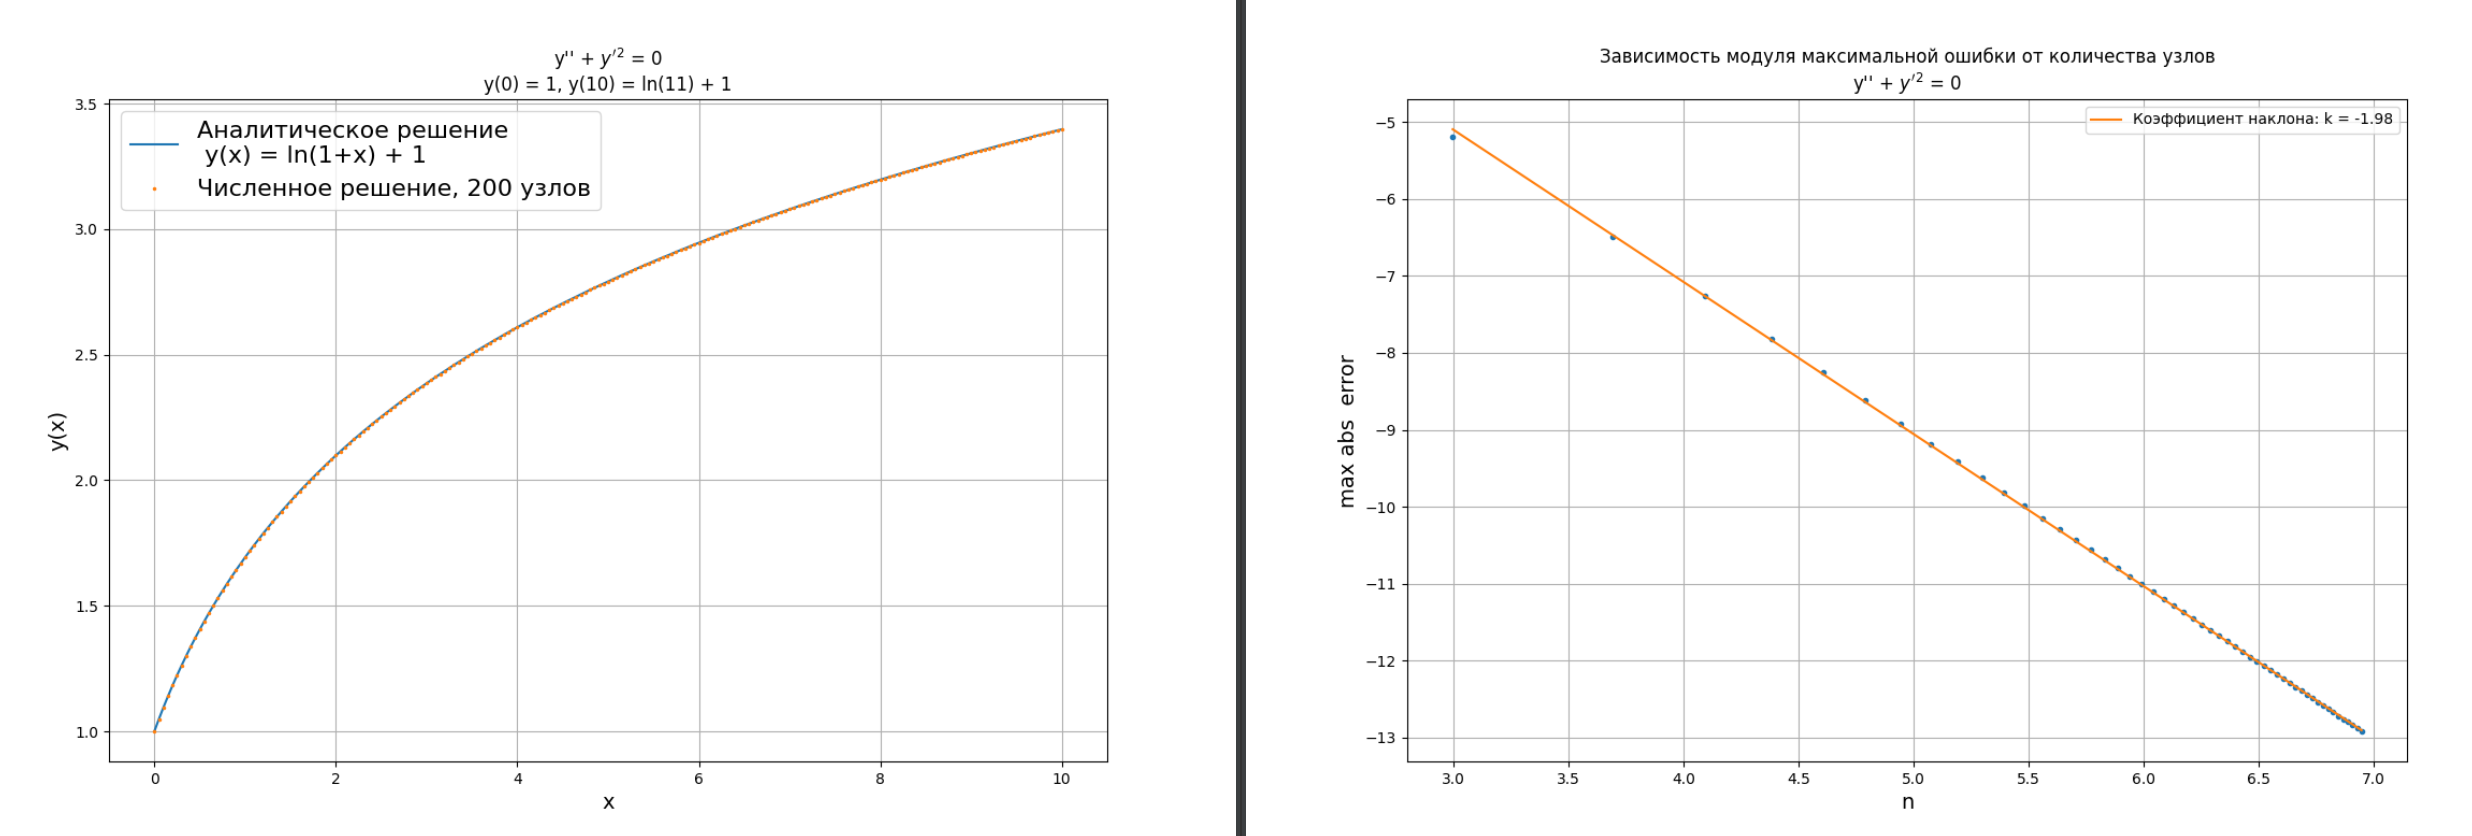 y'' + y′² = 0
y(0) = 1, y(10) = ln(11) + 1
Аналитическое решение
y(x) = ln(1+x) + 1
Численное решение, 200 узлов
3.5
3.0
2.5
2.0
1.5
1.0
y(x)
0 2 4 6 8 10
x
Зависимость модуля максимальной ошибки от количества узлов
y'' + y′² = 0
Коэффициент наклона: k = -1.98
−5
−6
−7
−8
−9
−10
−11
−12
−13
max abs  error
3.0 3.5 4.0 4.5 5.0 5.5 6.0 6.5 7.0
n